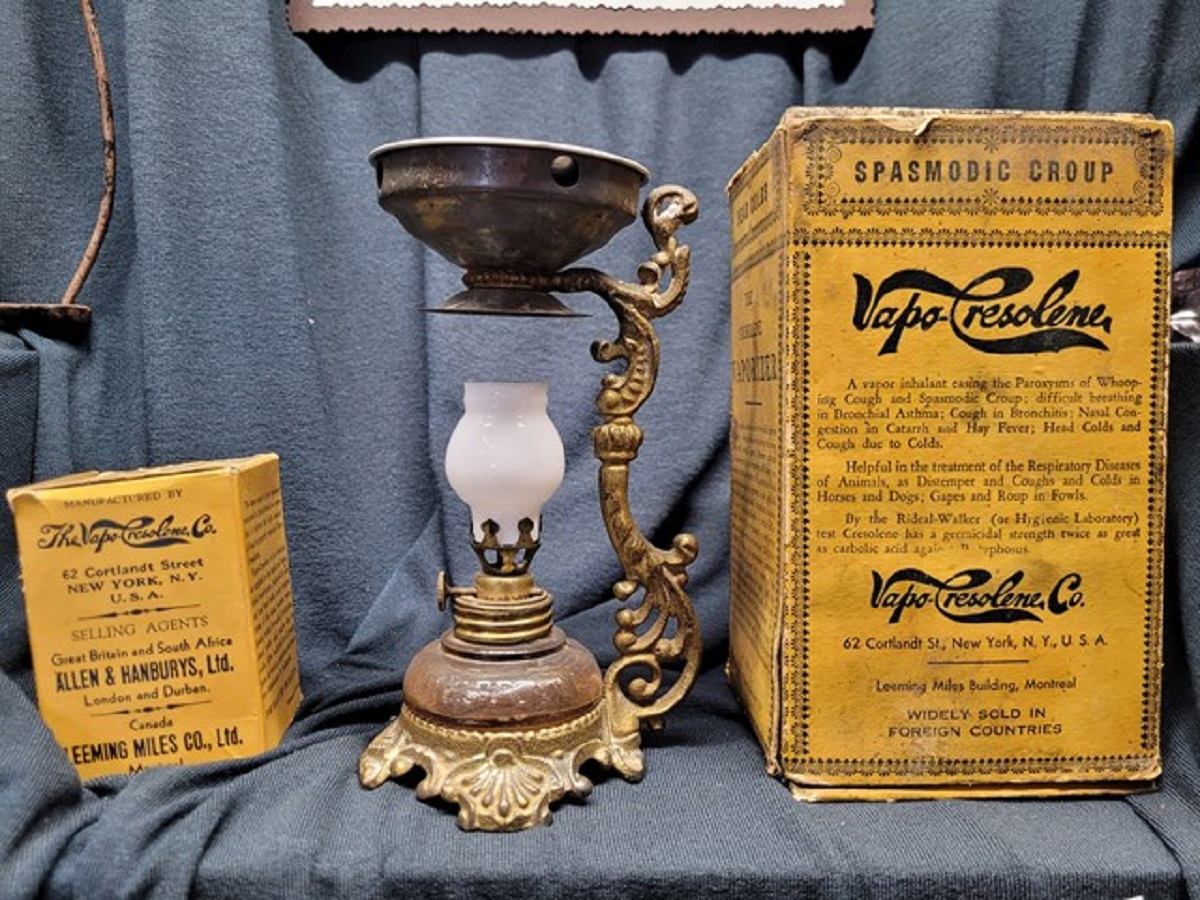 MANUFACTURED BY
The Vapo-Cresolene Co.
62 Cortlandt Street
NEW YORK, N.Y.
U.S.A.
SELLING AGENTS
Great Britain and South Africa
ALLEN & HANBURYS, Ltd.
London and Durban.
Canada
LEEMING MILES CO., Ltd.
SPASMODIC CROUP
Vapo-Cresolene
A vapor inhalant easing the Paroxysms of Whoop-
ing Cough and Spasmodic Croup; difficult breathing
in Bronchial Asthma; Cough in Bronchitis; Nasal Con-
gestion in Catarrh and Hay Fever; Head Colds and
Cough due to Colds.
Helpful in the treatment of the Respiratory Diseases
of Animals, as Distemper and Coughs and Colds in
Horses and Dogs; Gapes and Roup in Fowls.
By the Rideal-Walker (or Hygienic Laboratory)
test Cresolene has a germicidal strength twice as great
as carbolic acid
Vapo-Cresolene Co.
62 Cortlandt St., New York, N. Y., U. S. A.
Leeming Miles Building, Montreal
WIDELY SOLD IN
FOREIGN COUNTRIES